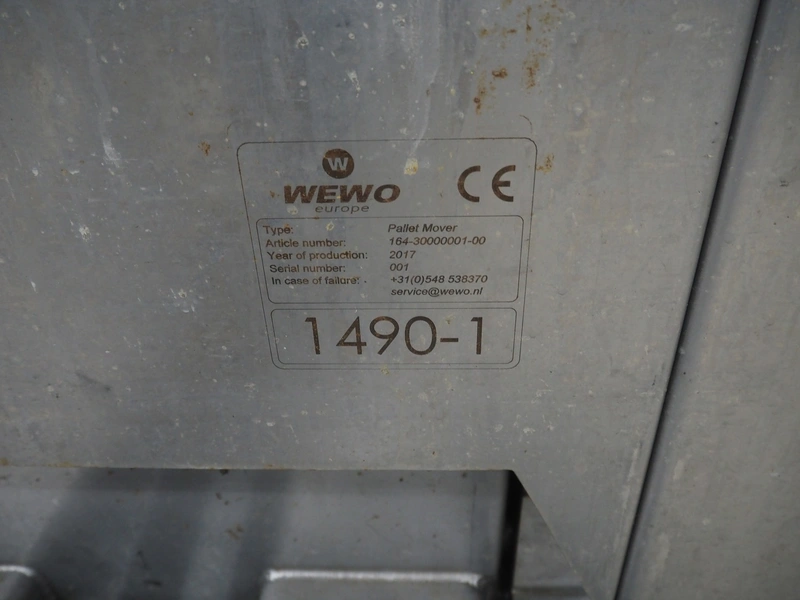 W
WEWO
europe
CE
Type: Pallet Mover
Article number: 164-30000001-00
Year of production: 2017
Serial number: 001
In case of failure: +31(0)548 538370
service@wewo.nl
1490-1